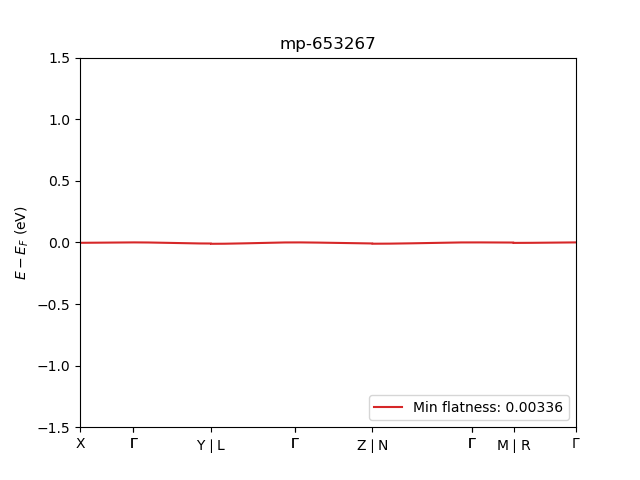 mp-653267
1.5
1.0
0.5
0.0
−0.5
−1.0
−1.5
E − E_F (eV)
Min flatness: 0.00336
X Γ Y | L Γ Z | N Γ M | R Γ